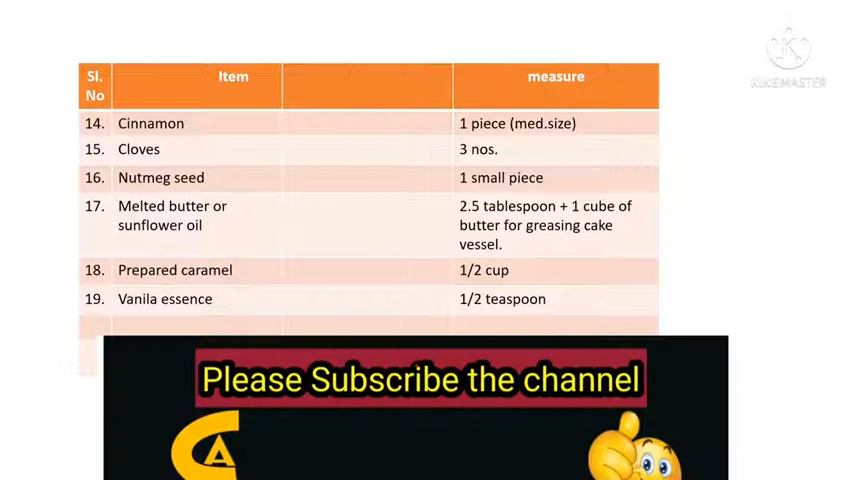 Sl. No Item measure
14. Cinnamon 1 piece (med.size)
15. Cloves 3 nos.
16. Nutmeg seed 1 small piece
17. Melted butter or sunflower oil 2.5 tablespoon + 1 cube of butter for greasing cake vessel.
18. Prepared caramel 1/2 cup
19. Vanila essence 1/2 teaspoon
Please Subscribe the channel
CA
K
KINEMASTER